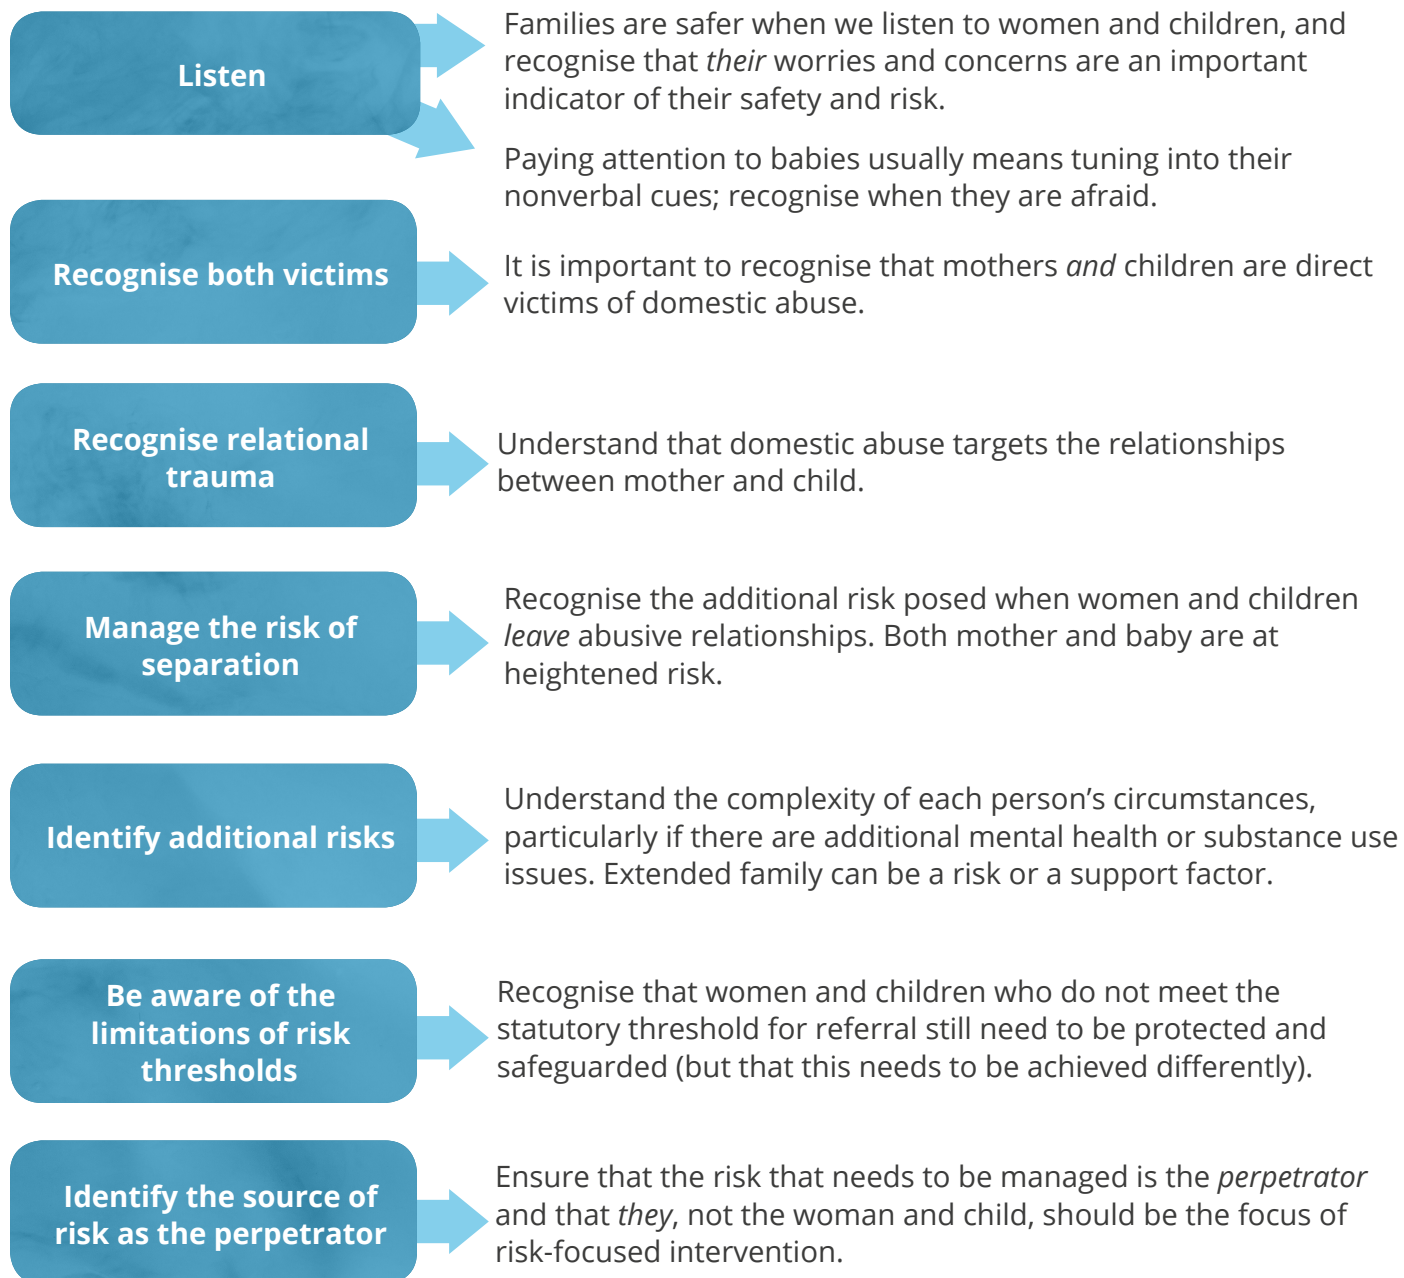 Listen
Families are safer when we listen to women and children, and
recognise that their worries and concerns are an important
indicator of their safety and risk.
Paying attention to babies usually means tuning into their
nonverbal cues; recognise when they are afraid.
Recognise both victims
It is important to recognise that mothers and children are direct
victims of domestic abuse.
Recognise relational
trauma
Understand that domestic abuse targets the relationships
between mother and child.
Manage the risk of
separation
Recognise the additional risk posed when women and children
leave abusive relationships. Both mother and baby are at
heightened risk.
Identify additional risks
Understand the complexity of each person’s circumstances,
particularly if there are additional mental health or substance use
issues. Extended family can be a risk or a support factor.
Be aware of the
limitations of risk
thresholds
Recognise that women and children who do not meet the
statutory threshold for referral still need to be protected and
safeguarded (but that this needs to be achieved differently).
Identify the source of
risk as the perpetrator
Ensure that the risk that needs to be managed is the perpetrator
and that they, not the woman and child, should be the focus of
risk-focused intervention.